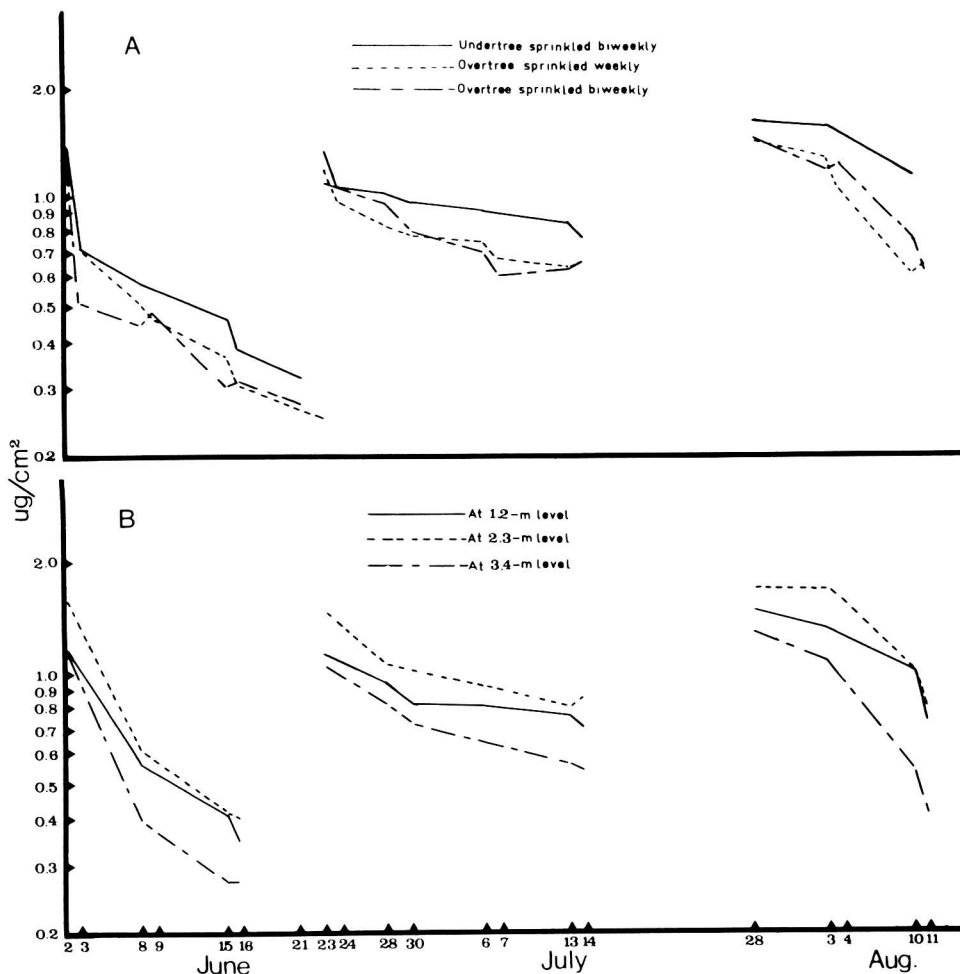 A
Undertree sprinkled biweekly
Overtree sprinkled weekly
Overtree sprinkled biweekly
2.0
1.0
0.9
0.8
0.7
0.6
0.5
0.4
0.3
0.2
ug/cm²
B
At 1.2-m level
At 2.3-m level
At 3.4-m level
2.0
1.0
0.9
0.8
0.7
0.6
0.5
0.4
0.3
0.2
2 3 8 9 15 16 21 23 24 28 30 6 7 13 14 28 3 4 10 11
June July Aug.